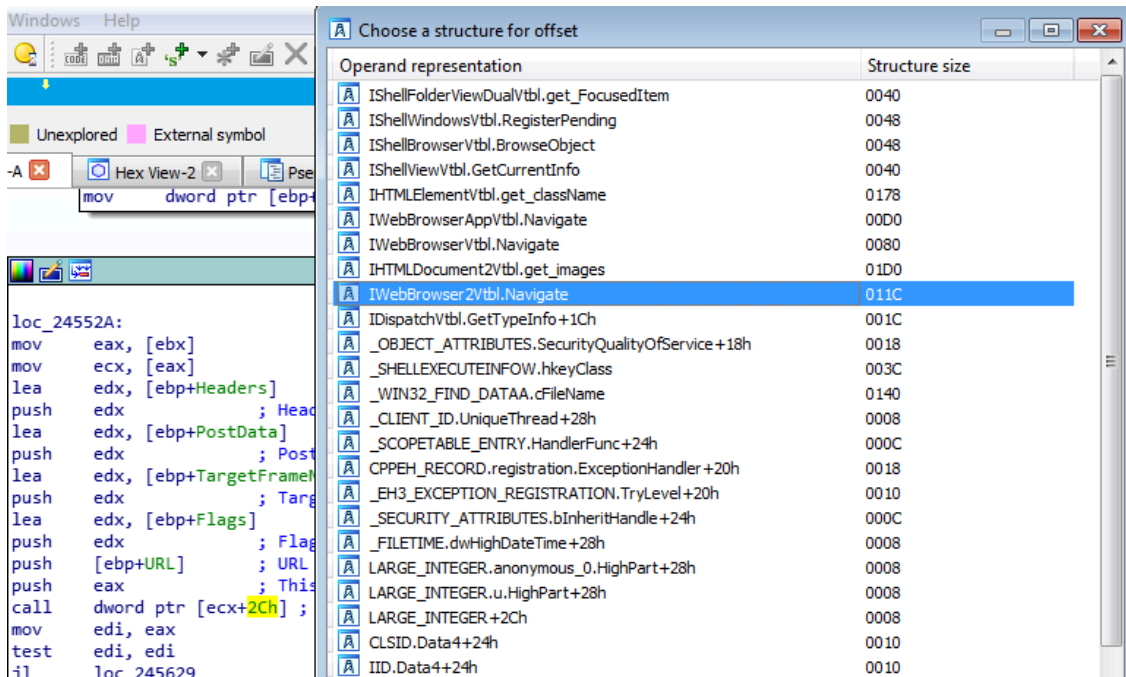 Windows Help
Unexplored External symbol
-A Hex View-2 Pse
mov dword ptr [ebp+
loc_24552A:
mov eax, [ebx]
mov ecx, [eax]
lea edx, [ebp+Headers]
push edx ; Head
lea edx, [ebp+PostData]
push edx ; Post
lea edx, [ebp+TargetFrameN
push edx ; Targ
lea edx, [ebp+Flags]
push edx ; Flag
push [ebp+URL] ; URL
push eax ; This
call dword ptr [ecx+2Ch] ;
mov edi, eax
test edi, edi
jl loc_245629
Choose a structure for offset
Operand representation Structure size
IShellFolderViewDualVtbl.get_FocusedItem 0040
IShellWindowsVtbl.RegisterPending 0048
IShellBrowserVtbl.BrowseObject 0048
IShellViewVtbl.GetCurrentInfo 0040
IHTMLElementVtbl.get_className 0178
IWebBrowserAppVtbl.Navigate 00D0
IWebBrowserVtbl.Navigate 0080
IHTMLDocument2Vtbl.get_images 01D0
IWebBrowser2Vtbl.Navigate 011C
IDispatchVtbl.GetTypeInfo+1Ch 001C
_OBJECT_ATTRIBUTES.SecurityQualityOfService+18h 0018
_SHELLEXECUTEINFOW.hkeyClass 003C
_WIN32_FIND_DATAA.cFileName 0140
_CLIENT_ID.UniqueThread+28h 0008
_SCOPETABLE_ENTRY.HandlerFunc+24h 000C
CPPEH_RECORD.registration.ExceptionHandler+20h 0018
_EH3_EXCEPTION_REGISTRATION.TryLevel+20h 0010
_SECURITY_ATTRIBUTES.bInheritHandle+24h 000C
_FILETIME.dwHighDateTime+28h 0008
LARGE_INTEGER.anonymous_0.HighPart+28h 0008
LARGE_INTEGER.u.HighPart+28h 0008
LARGE_INTEGER+2Ch 0008
CLSID.Data4+24h 0010
IID.Data4+24h 0010